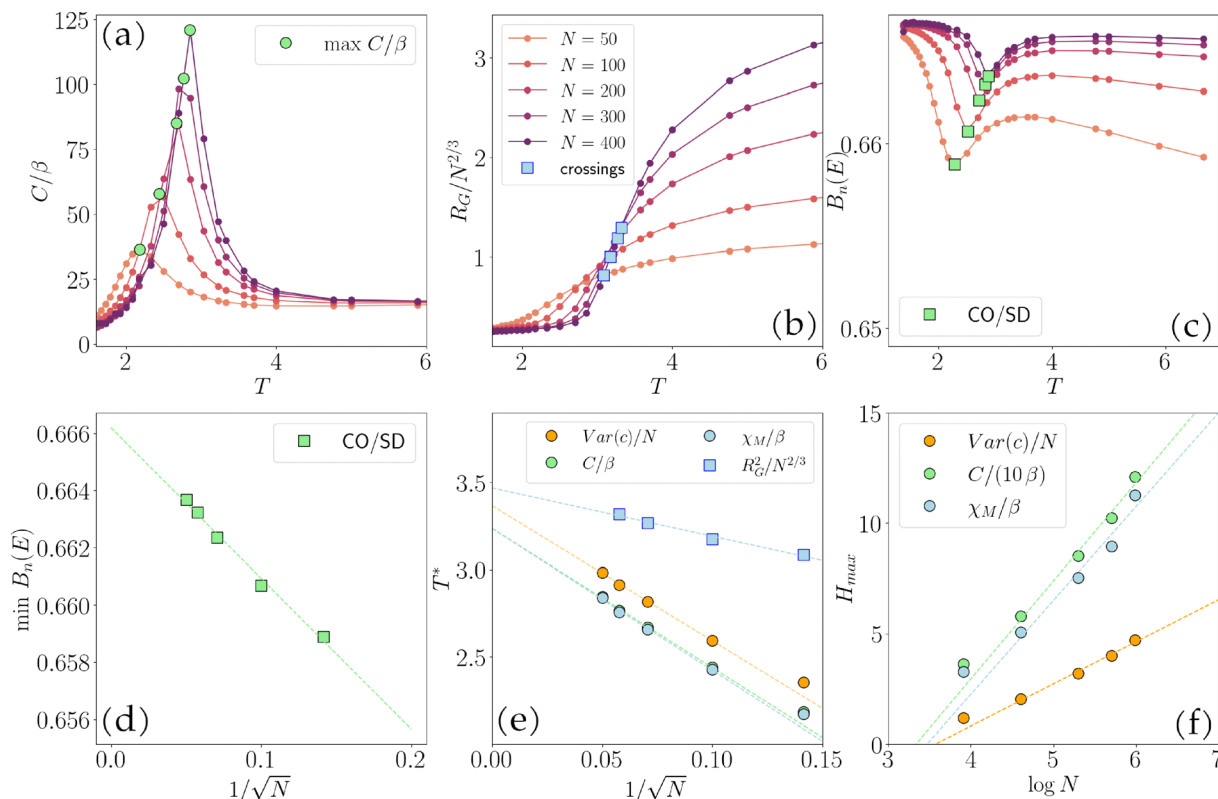 (a)
max C/β
125
100
75
50
25
0
C/β
2
4
6
T
N = 50
N = 100
N = 200
N = 300
N = 400
crossings
3
2
1
R_G/N^{2/3}
2
4
6
T
(b)
0.66
0.65
B_n(E)
CO/SD
2
4
6
T
(c)
CO/SD
0.666
0.664
0.662
0.660
0.658
0.656
min B_n(E)
(d)
0.0
0.1
0.2
1/√N
Var(c)/N
C/β
χ_M/β
R_G^2/N^{2/3}
3.5
3.0
2.5
T*
(e)
0.00
0.05
0.10
0.15
1/√N
Var(c)/N
C/(10 β)
χ_M/β
15
10
5
0
H_{max}
(f)
3
4
5
6
7
log N